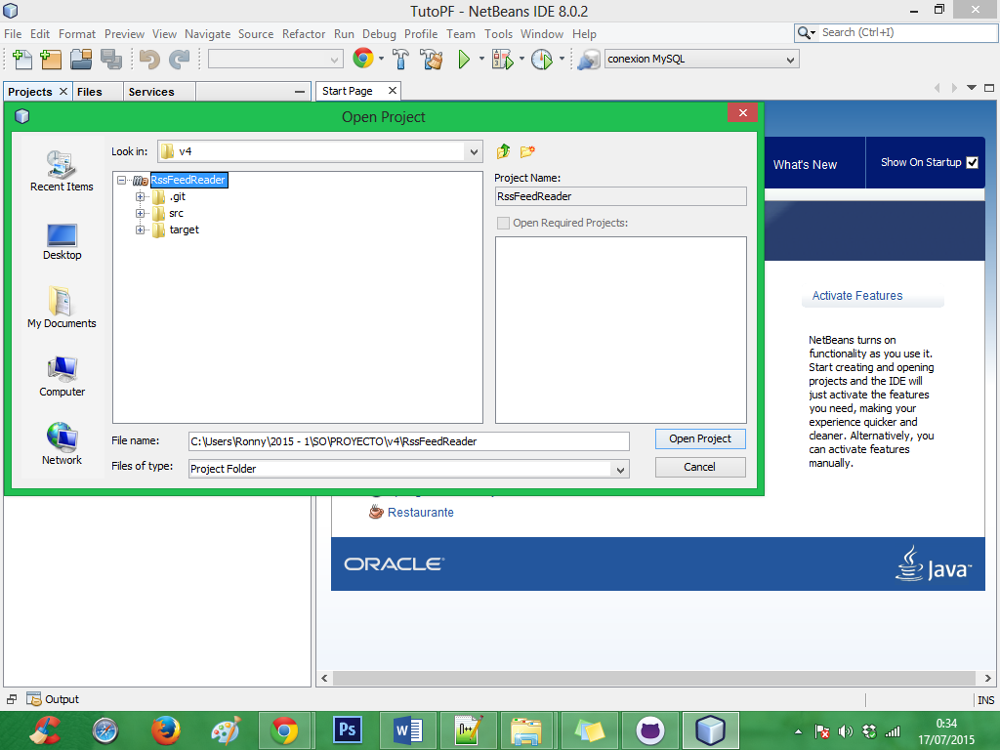 TutoPF - NetBeans IDE 8.0.2
File Edit Format Preview View Navigate Source Refactor Run Debug Profile Team Tools Window Help
Search (Ctrl+I)
conexion MySQL
Projects Files Services
Start Page
Open Project
Look in: v4
Recent Items
Desktop
My Documents
Computer
Network
RssFeedReader
.git
src
target
Project Name:
RssFeedReader
Open Required Projects:
File name: C:\Users\Ronny\2015 - 1\SO\PROYECTO\v4\RssFeedReader
Open Project
Files of type: Project Folder
Cancel
What's New
Show On Startup
Activate Features
NetBeans turns on
functionality as you use it.
Start creating and opening
projects and the IDE will
just activate the features
you need, making your
experience quicker and
cleaner. Alternatively, you
can activate features
manually.
Restaurante
ORACLE
Java
Output
INS
Ps
0:34
17/07/2015